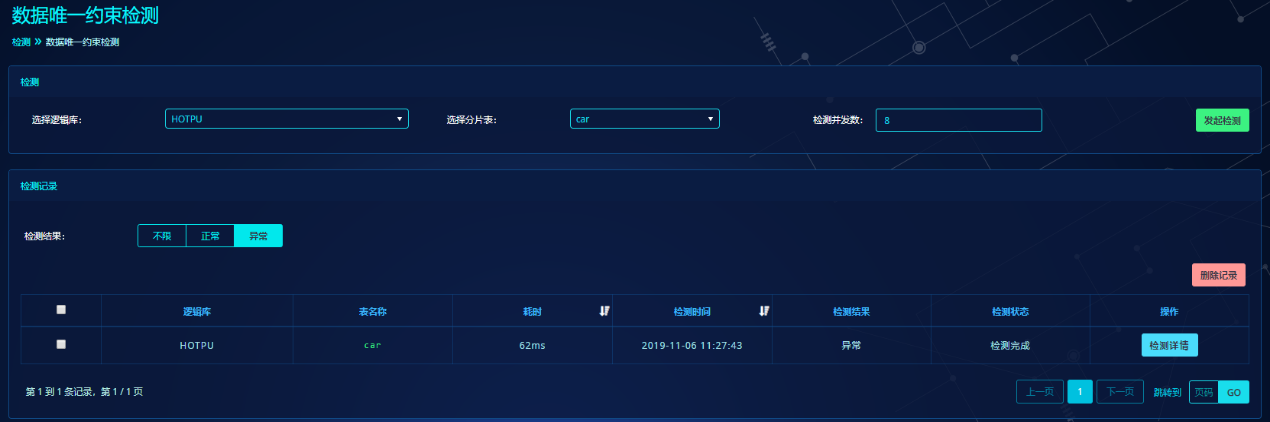 数据唯一约束检测
检测 » 数据唯一约束检测
检测
选择逻辑库： HOTPU 选择分片表： car 检测并发数： 8 发起检测
检测记录
检测结果： 不限 正常 异常
删除记录
逻辑库 表名称 耗时 检测时间 检测结果 检测状态 操作
HOTPU car 62ms 2019-11-06 11:27:43 异常 检测完成 检测详情
第 1 到 1 条记录，第 1 / 1 页 上一页 1 下一页 跳转到 页码 GO